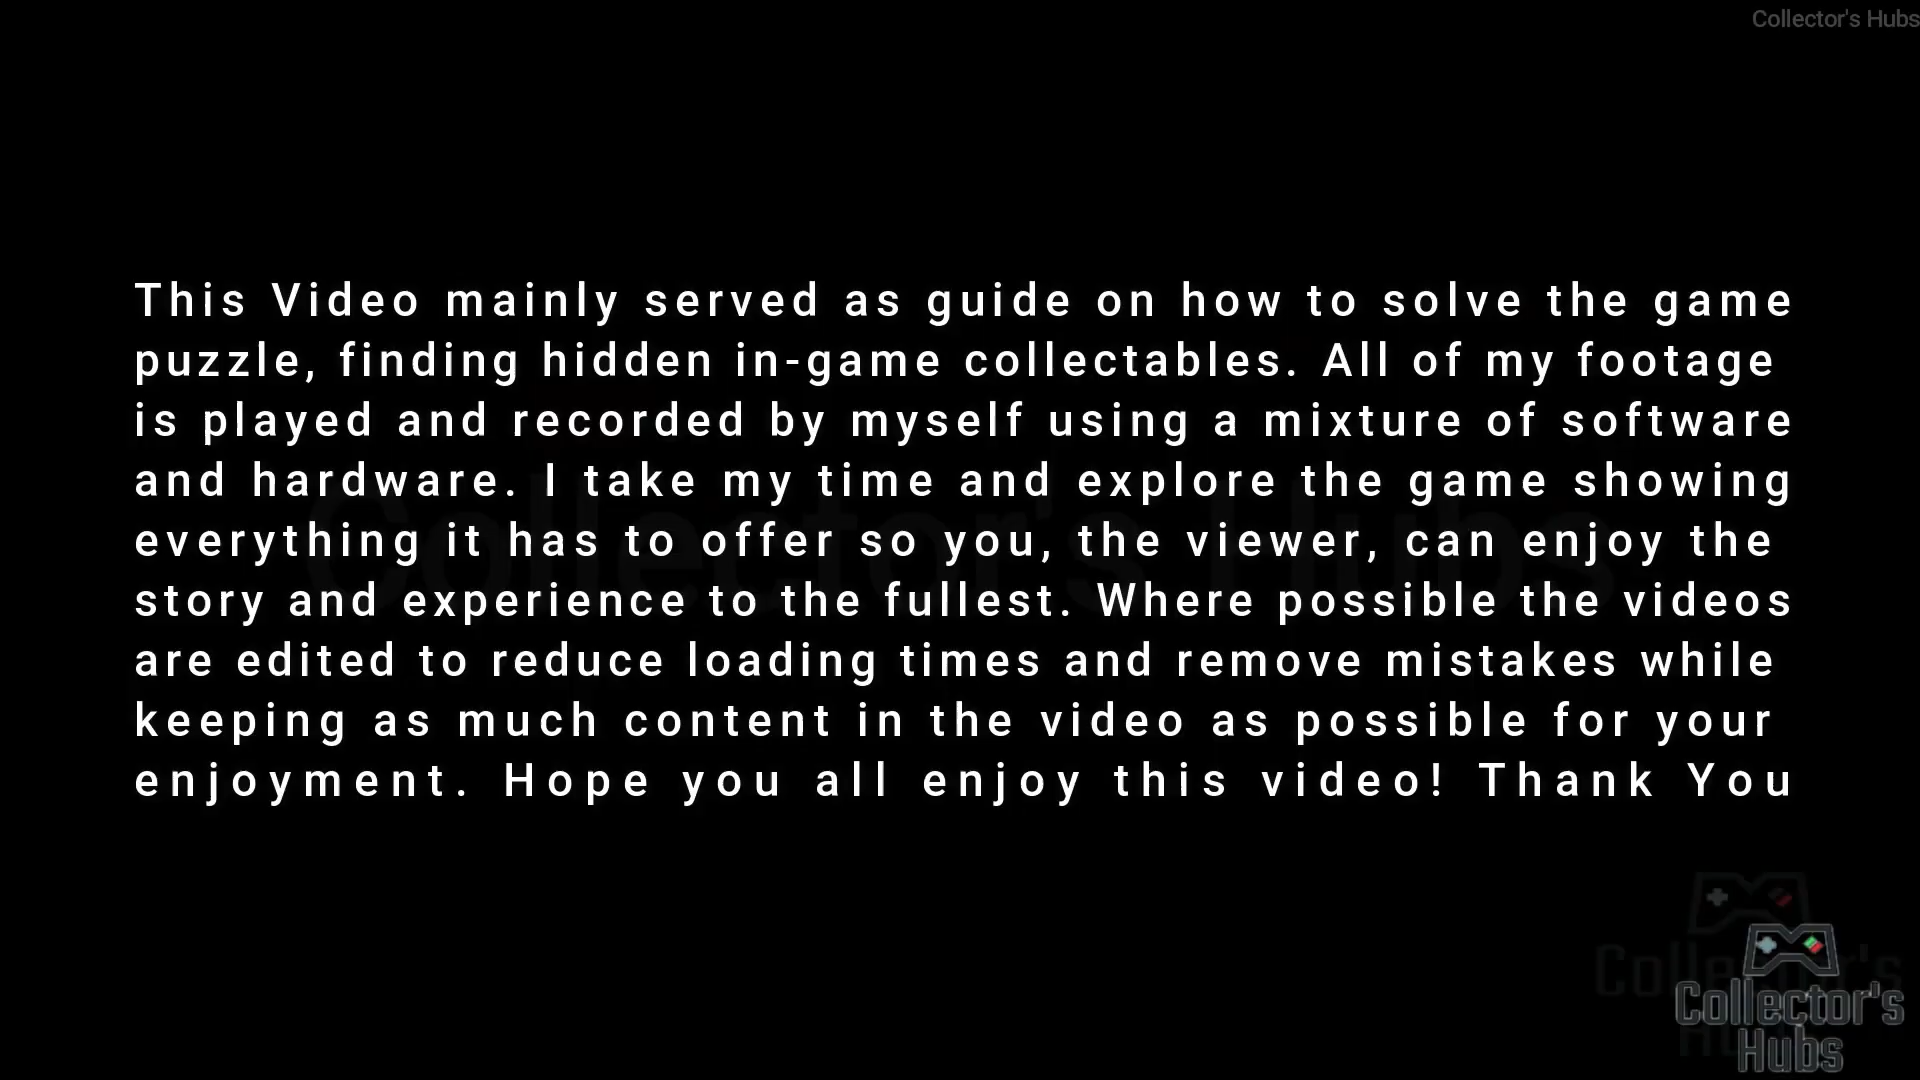 Collector's Hubs
This Video mainly served as guide on how to solve the game
puzzle, finding hidden in-game collectables. All of my footage
is played and recorded by myself using a mixture of software
and hardware. I take my time and explore the game showing
everything it has to offer so you, the viewer, can enjoy the
story and experience to the fullest. Where possible the videos
are edited to reduce loading times and remove mistakes while
keeping as much content in the video as possible for your
enjoyment. Hope you all enjoy this video! Thank You
Collector's Hubs
Collector's
Hubs